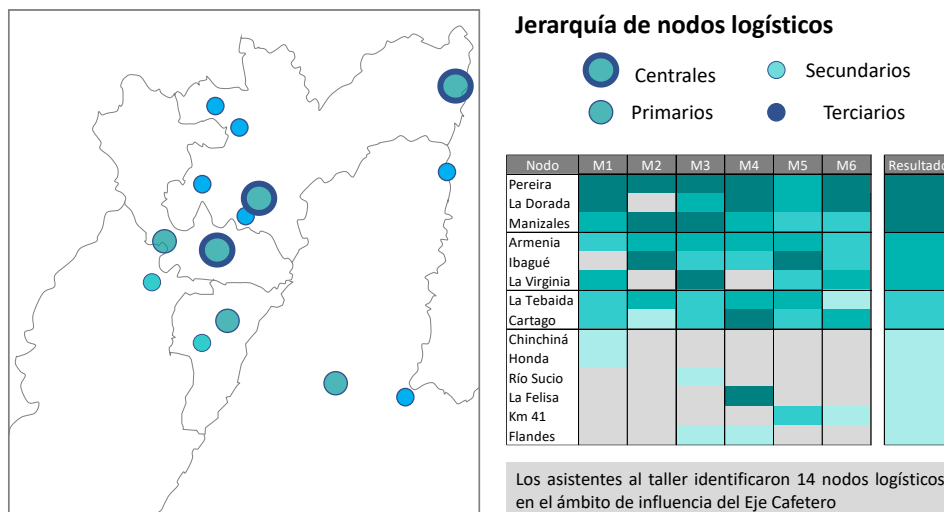 Jerarquía de nodos logísticos
Centrales
Secundarios
Primarios
Terciarios
Nodo M1 M2 M3 M4 M5 M6 Resultado
Pereira
La Dorada
Manizales
Armenia
Ibagué
La Virginia
La Tebaida
Cartago
Chinchiná
Honda
Río Sucio
La Felisa
Km 41
Flandes
Los asistentes al taller identificaron 14 nodos logísticos
en el ámbito de influencia del Eje Cafetero